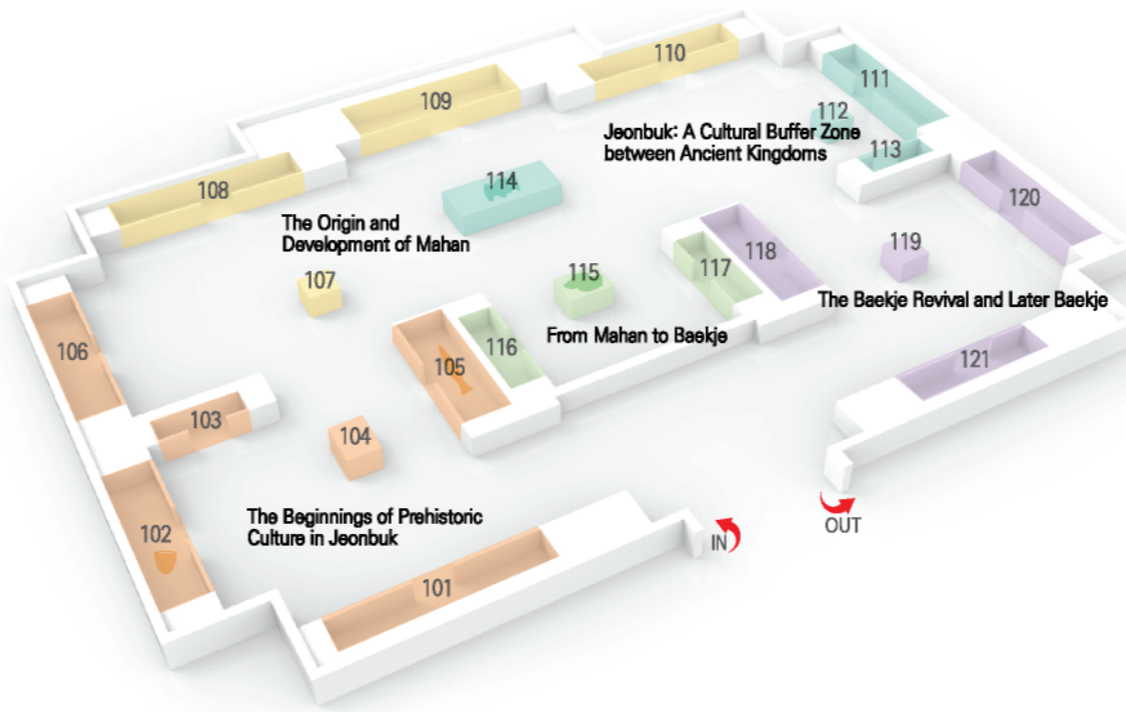 110
109
111
112
Jeonbuk: A Cultural Buffer Zone
between Ancient Kingdoms
113
108
114
120
The Origin and
Development of Mahan
118
119
117
107
115
The Baekje Revival and Later Baekje
From Mahan to Baekje
106
116
105
121
103
104
The Beginnings of Prehistoric
Culture in Jeonbuk
102
IN
OUT
101